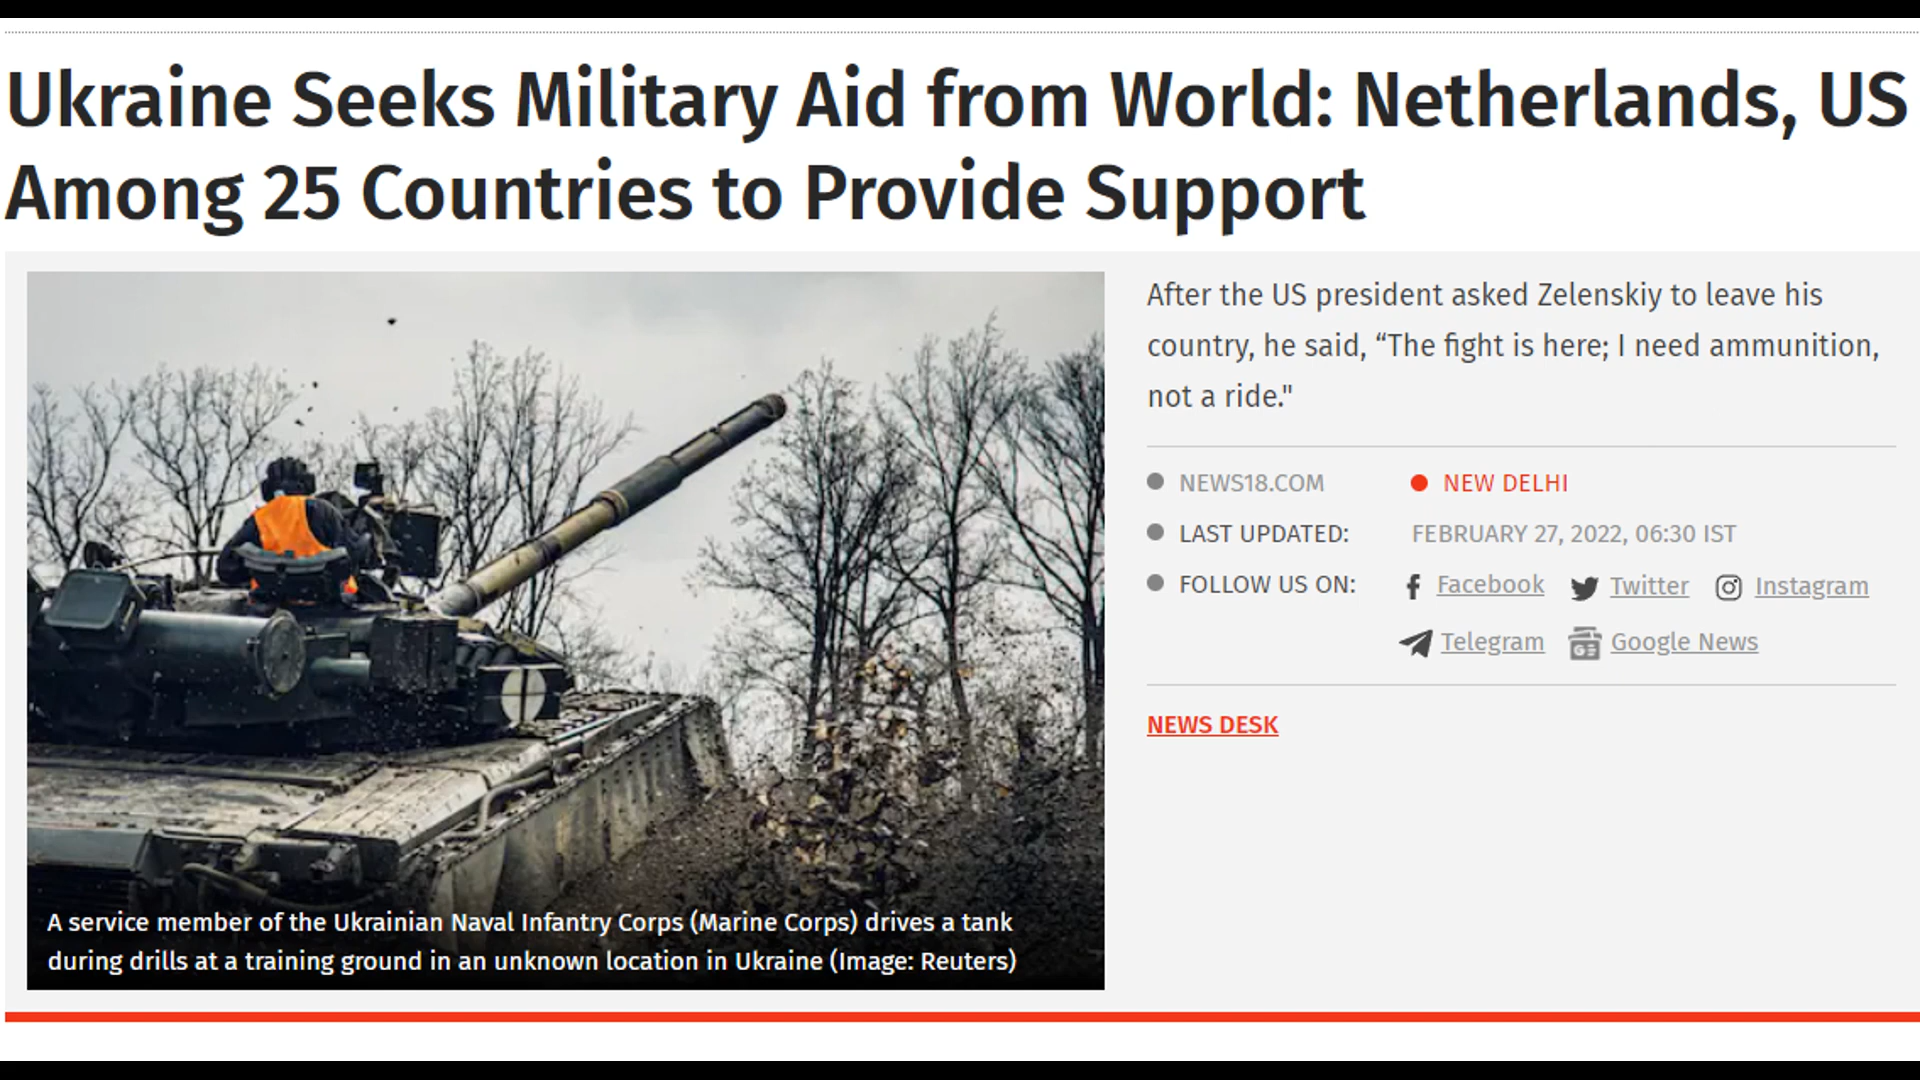 Ukraine Seeks Military Aid from World: Netherlands, US
Among 25 Countries to Provide Support
After the US president asked Zelenskiy to leave his
country, he said, “The fight is here; I need ammunition,
not a ride."
NEWS18.COM NEW DELHI
LAST UPDATED: FEBRUARY 27, 2022, 06:30 IST
FOLLOW US ON: Facebook Twitter Instagram
Telegram Google News
NEWS DESK
A service member of the Ukrainian Naval Infantry Corps (Marine Corps) drives a tank
during drills at a training ground in an unknown location in Ukraine (Image: Reuters)